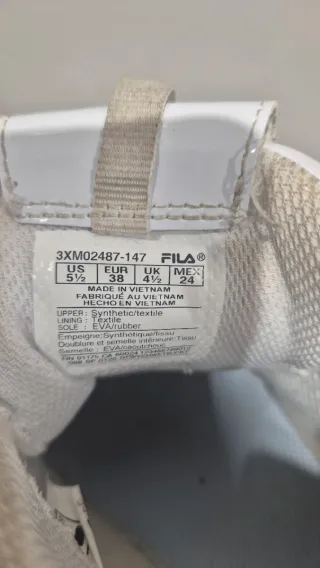 3XM02487-147 FILA®
US EUR UK MEX
5½ 38 4½ 24
MADE IN VIETNAM
FABRIQUÉ AU VIETNAM
HECHO EN VIETNAM
UPPER: Synthetic/textile
LINING: Textile
SOLE: EVA/rubber
Empeigne: Synthétique/tissu
Doublure et semelle intérieure: Tissu
Semelle: EVA/caoutchouc